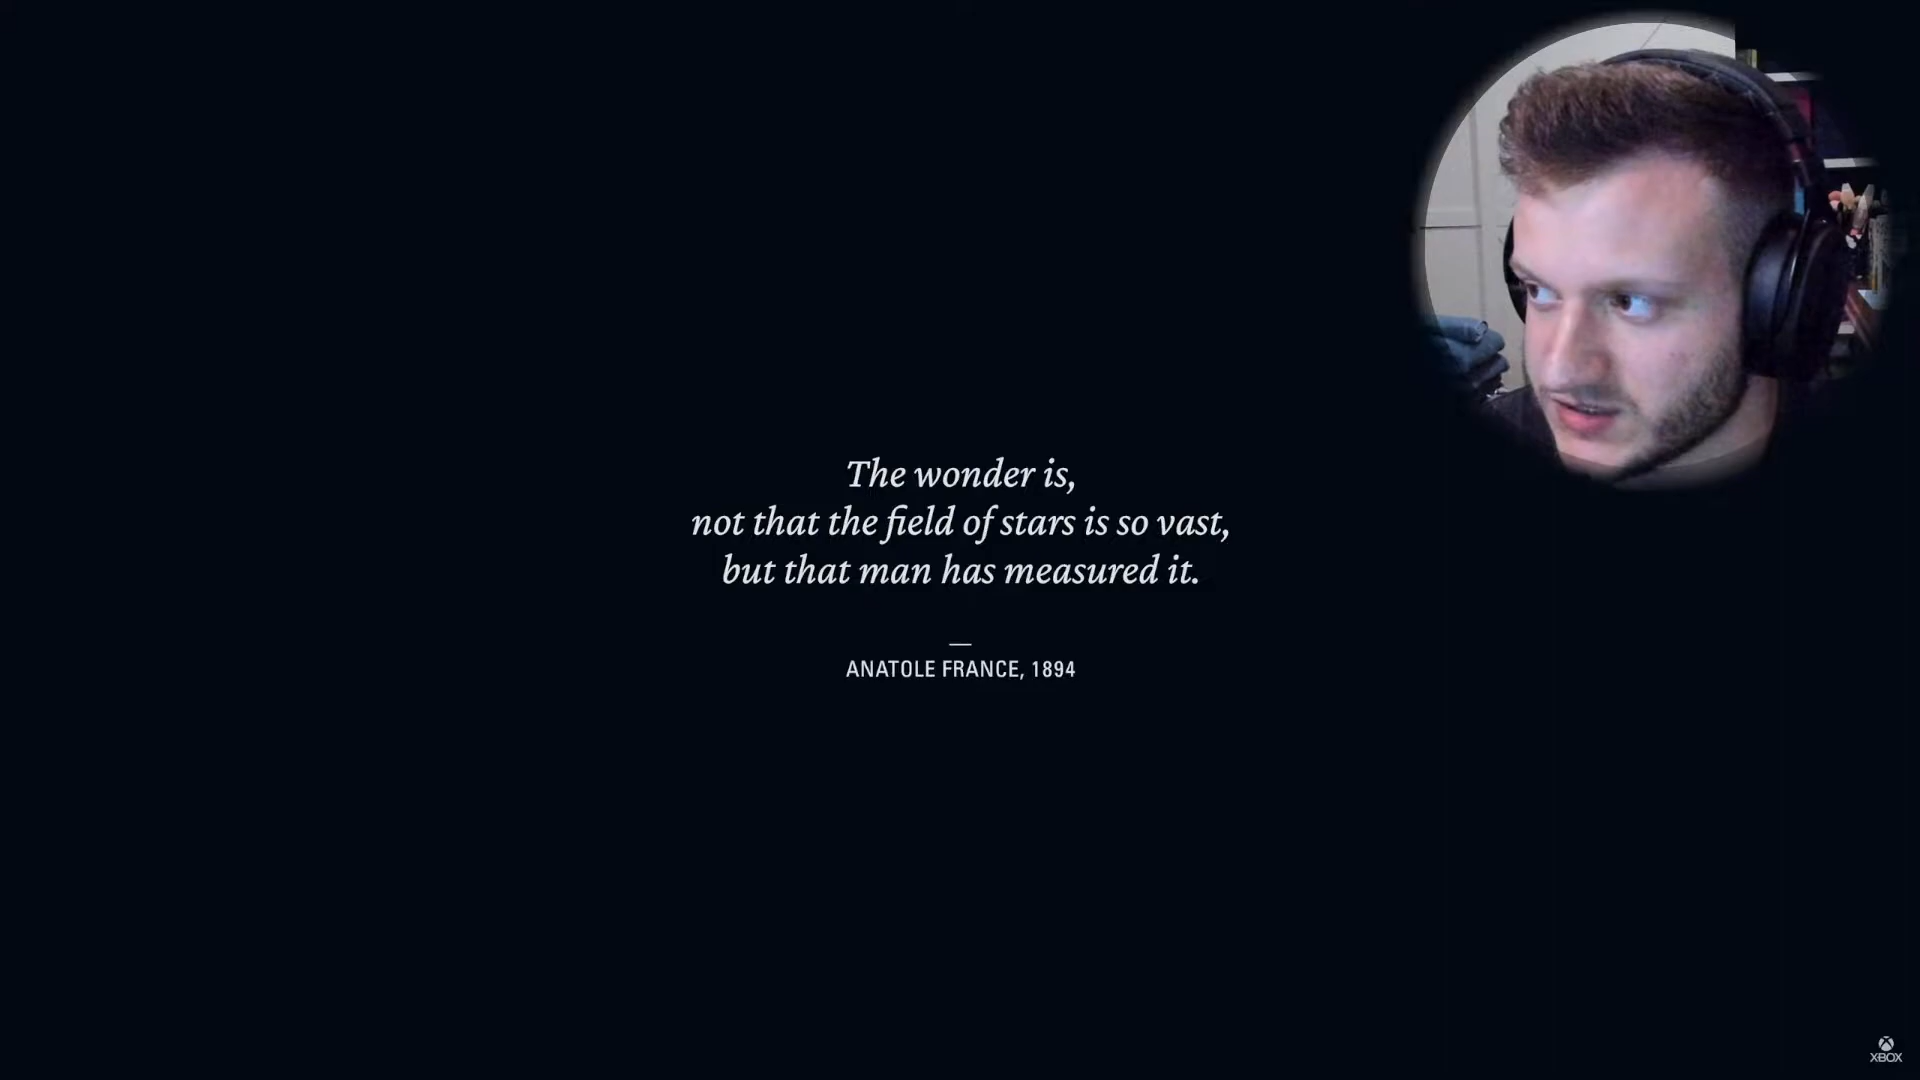 The wonder is,
not that the field of stars is so vast,
but that man has measured it.
—
ANATOLE FRANCE, 1894
XBOX